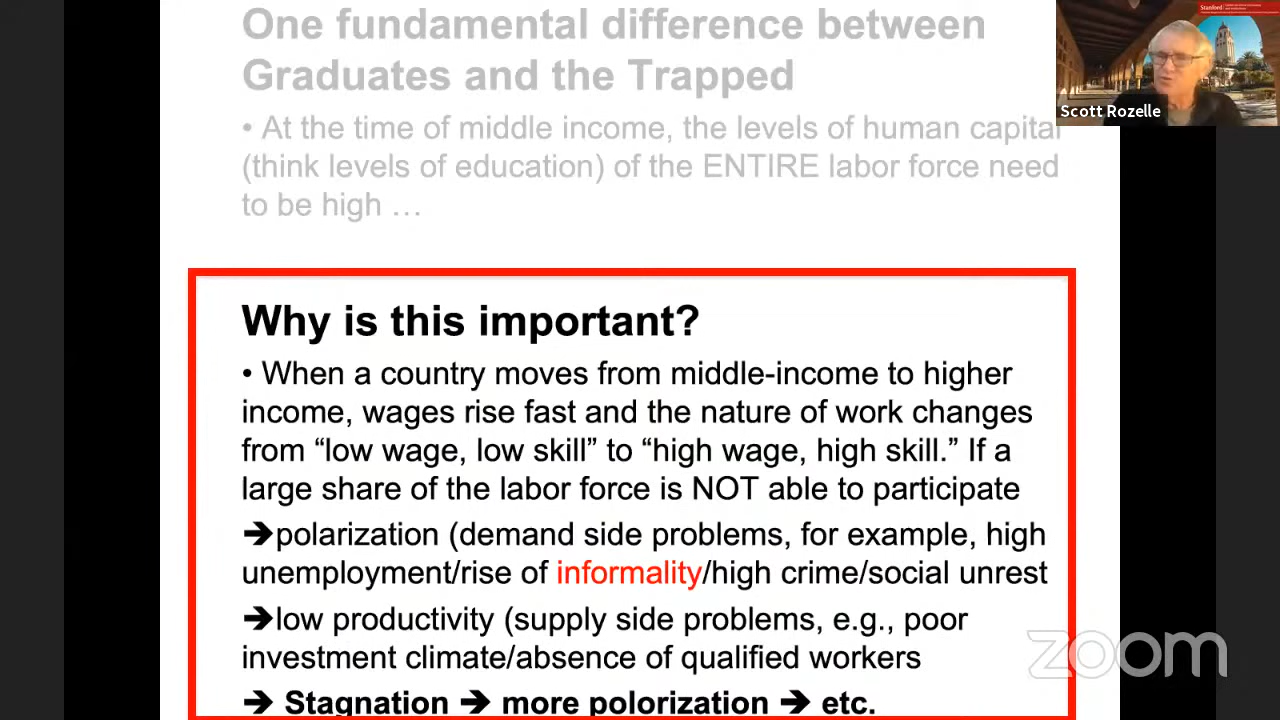 One fundamental difference between
Graduates and the Trapped
• At the time of middle income, the levels of human capital
(think levels of education) of the ENTIRE labor force need
to be high …
Stanford
Scott Rozelle
Why is this important?
• When a country moves from middle-income to higher
income, wages rise fast and the nature of work changes
from “low wage, low skill” to “high wage, high skill.” If a
large share of the labor force is NOT able to participate
➔polarization (demand side problems, for example, high
unemployment/rise of informality/high crime/social unrest
➔low productivity (supply side problems, e.g., poor
investment climate/absence of qualified workers
➔ Stagnation ➔ more polorization ➔ etc.
zoom